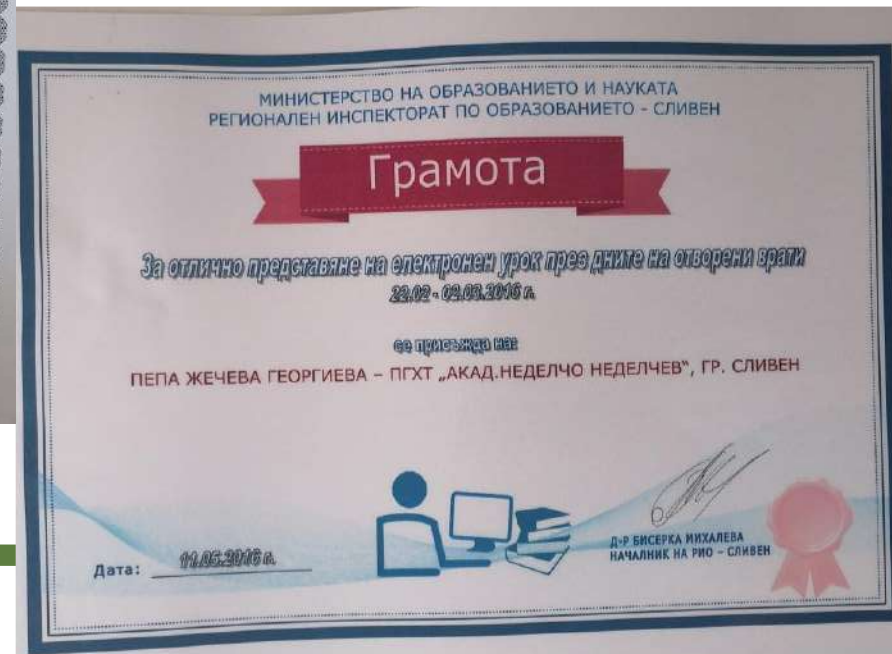 МИНИСТЕРСТВО НА ОБРАЗОВАНИЕТО И НАУКАТА
РЕГИОНАЛЕН ИНСПЕКТОРАТ ПО ОБРАЗОВАНИЕТО - СЛИВЕН
Грамота
За отлично представяне на електронен урок през дните на отворени врати
22.02 - 02.03.2016 г.
се присъжда на:
ПЕПА ЖЕЧЕВА ГЕОРГИЕВА – ПГХТ „АКАД.НЕДЕЛЧО НЕДЕЛЧЕВ", ГР. СЛИВЕН
Д-Р БИСЕРКА МИХАЛЕВА
НАЧАЛНИК НА РИО – СЛИВЕН
Дата: 11.05.2016 г.